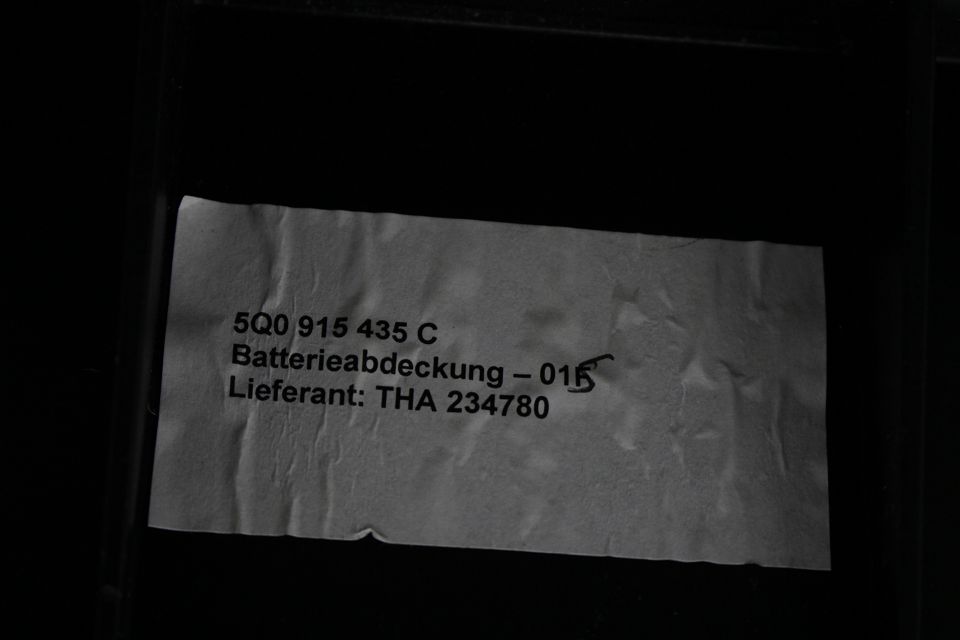 5Q0 915 435 C
Batterieabdeckung – 015
Lieferant: THA 234780